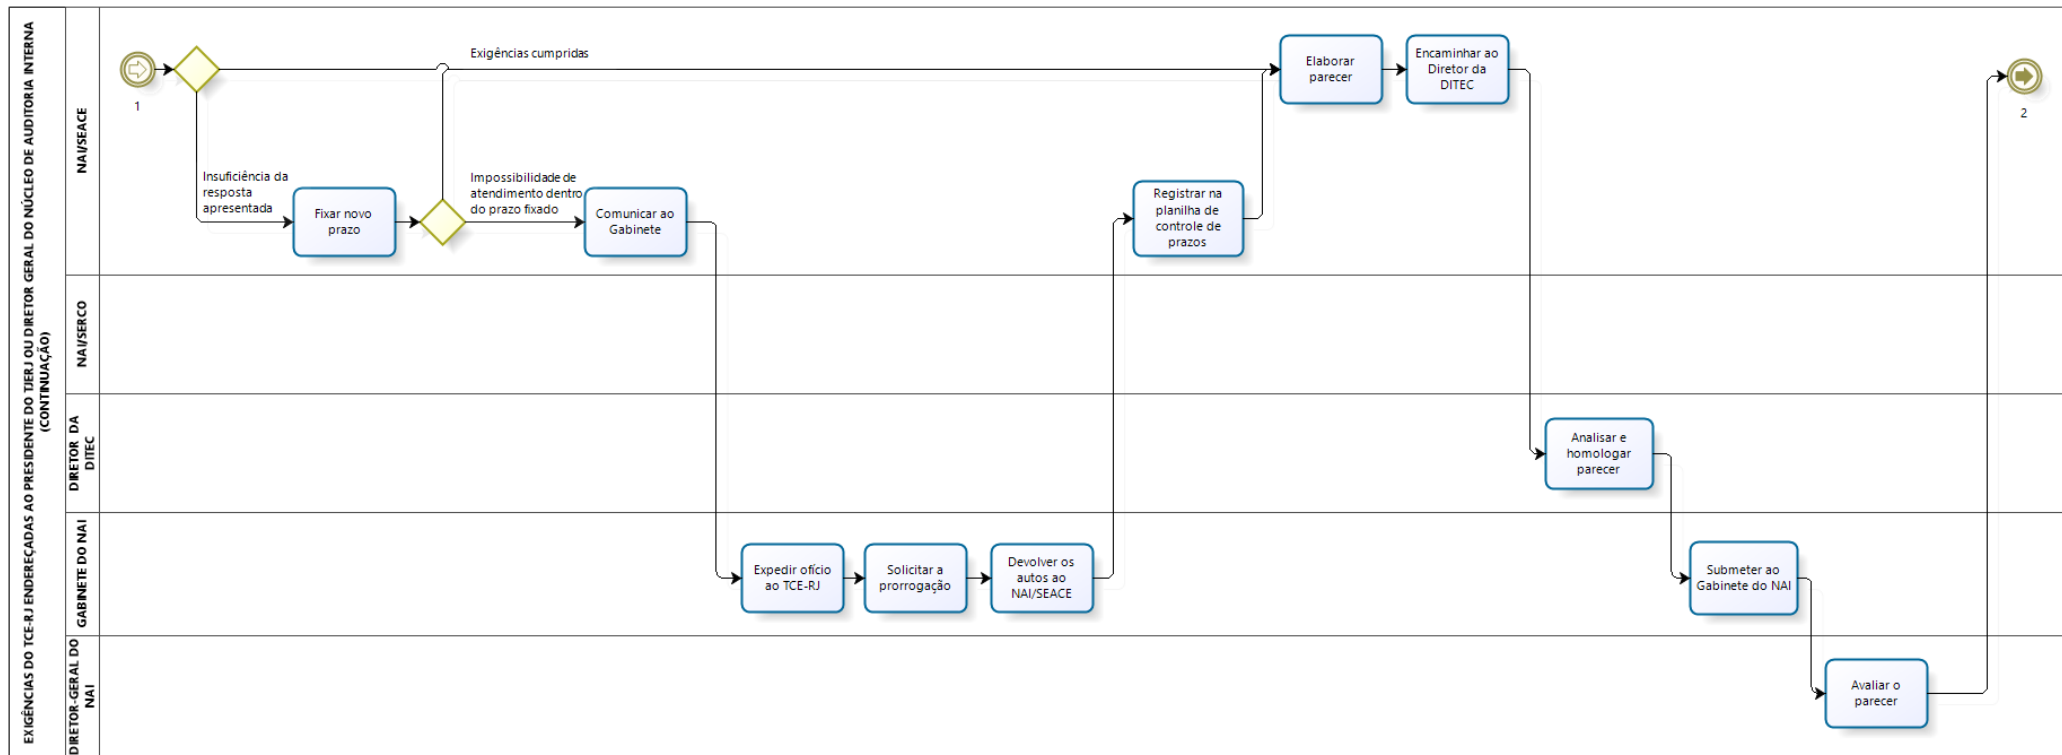 EXIGÊNCIAS DO TCE-RJ ENDEREÇADAS AO PRESIDENTE DO TJERJ OU DIRETOR GERAL DO NÚCLEO DE AUDITORIA INTERNA
(CONTINUAÇÃO)
NAI/SEACE
1
Exigências cumpridas
Insuficiência da
resposta
apresentada
Fixar novo
prazo
Impossibilidade de
atendimento dentro
do prazo fixado
Comunicar ao
Gabinete
Registrar na
planilha de
controle de
prazos
Elaborar
parecer
Encaminhar ao
Diretor da
DITEC
2
NAI/SERCO
DIRETOR DA
DITEC
Analisar e
homologar
parecer
GABINETE DO NAI
Expedir ofício
ao TCE-RJ
Solicitar a
prorrogação
Devolver os
autos ao
NAI/SEACE
Submeter ao
Gabinete do NAI
DIRETOR-GERAL DO
NAI
Avaliar o
parecer